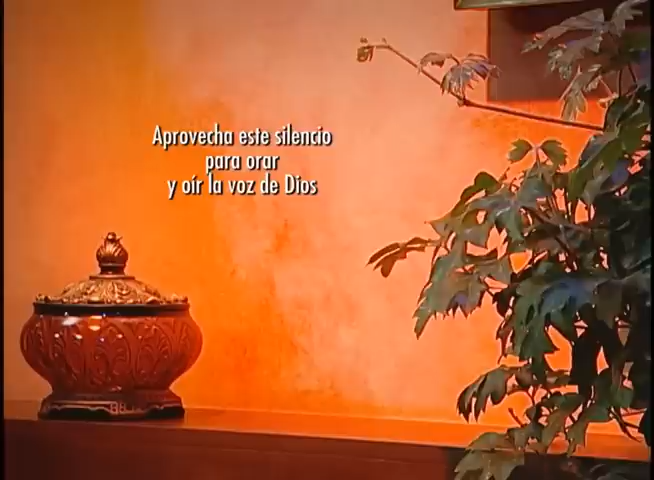 Aprovecha este silencio
para orar
y oír la voz de Dios